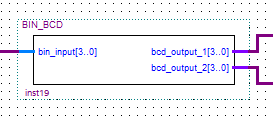 BIN_BCD
bin_input[3..0] bcd_output_1[3..0]
bcd_output_2[3..0]
inst19